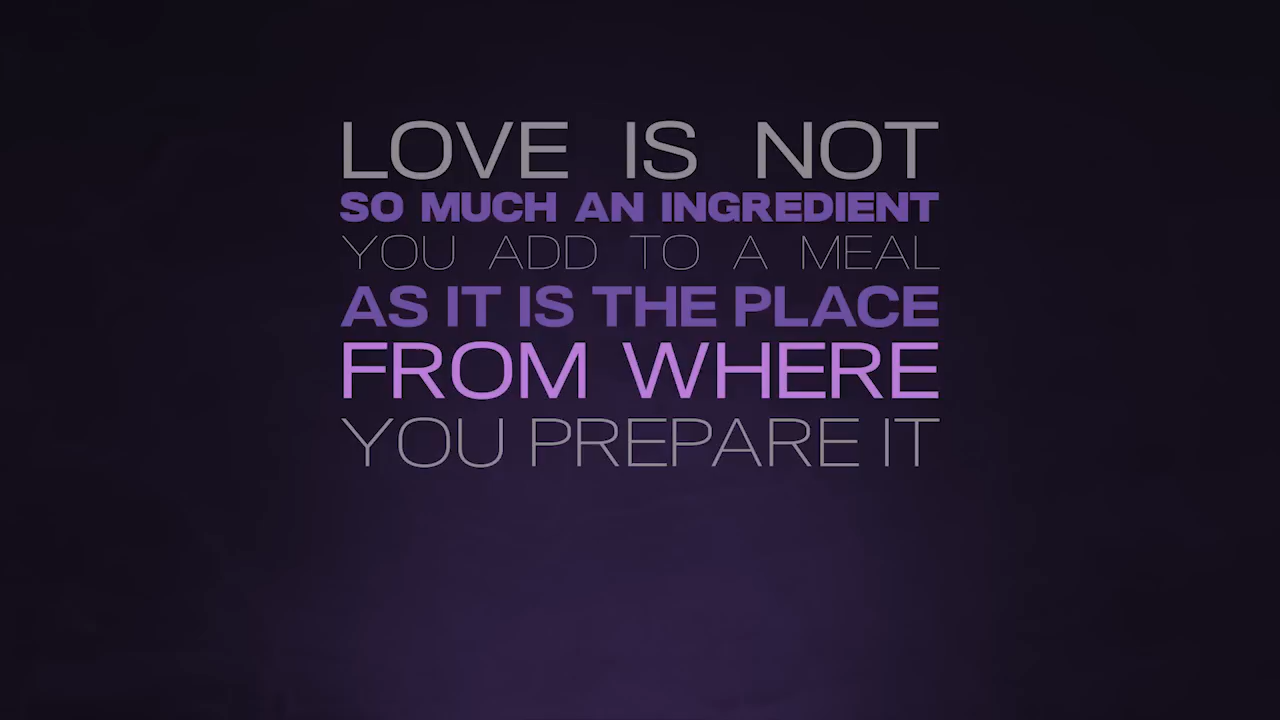 LOVE IS NOT
SO MUCH AN INGREDIENT
YOU ADD TO A MEAL
AS IT IS THE PLACE
FROM WHERE
YOU PREPARE IT